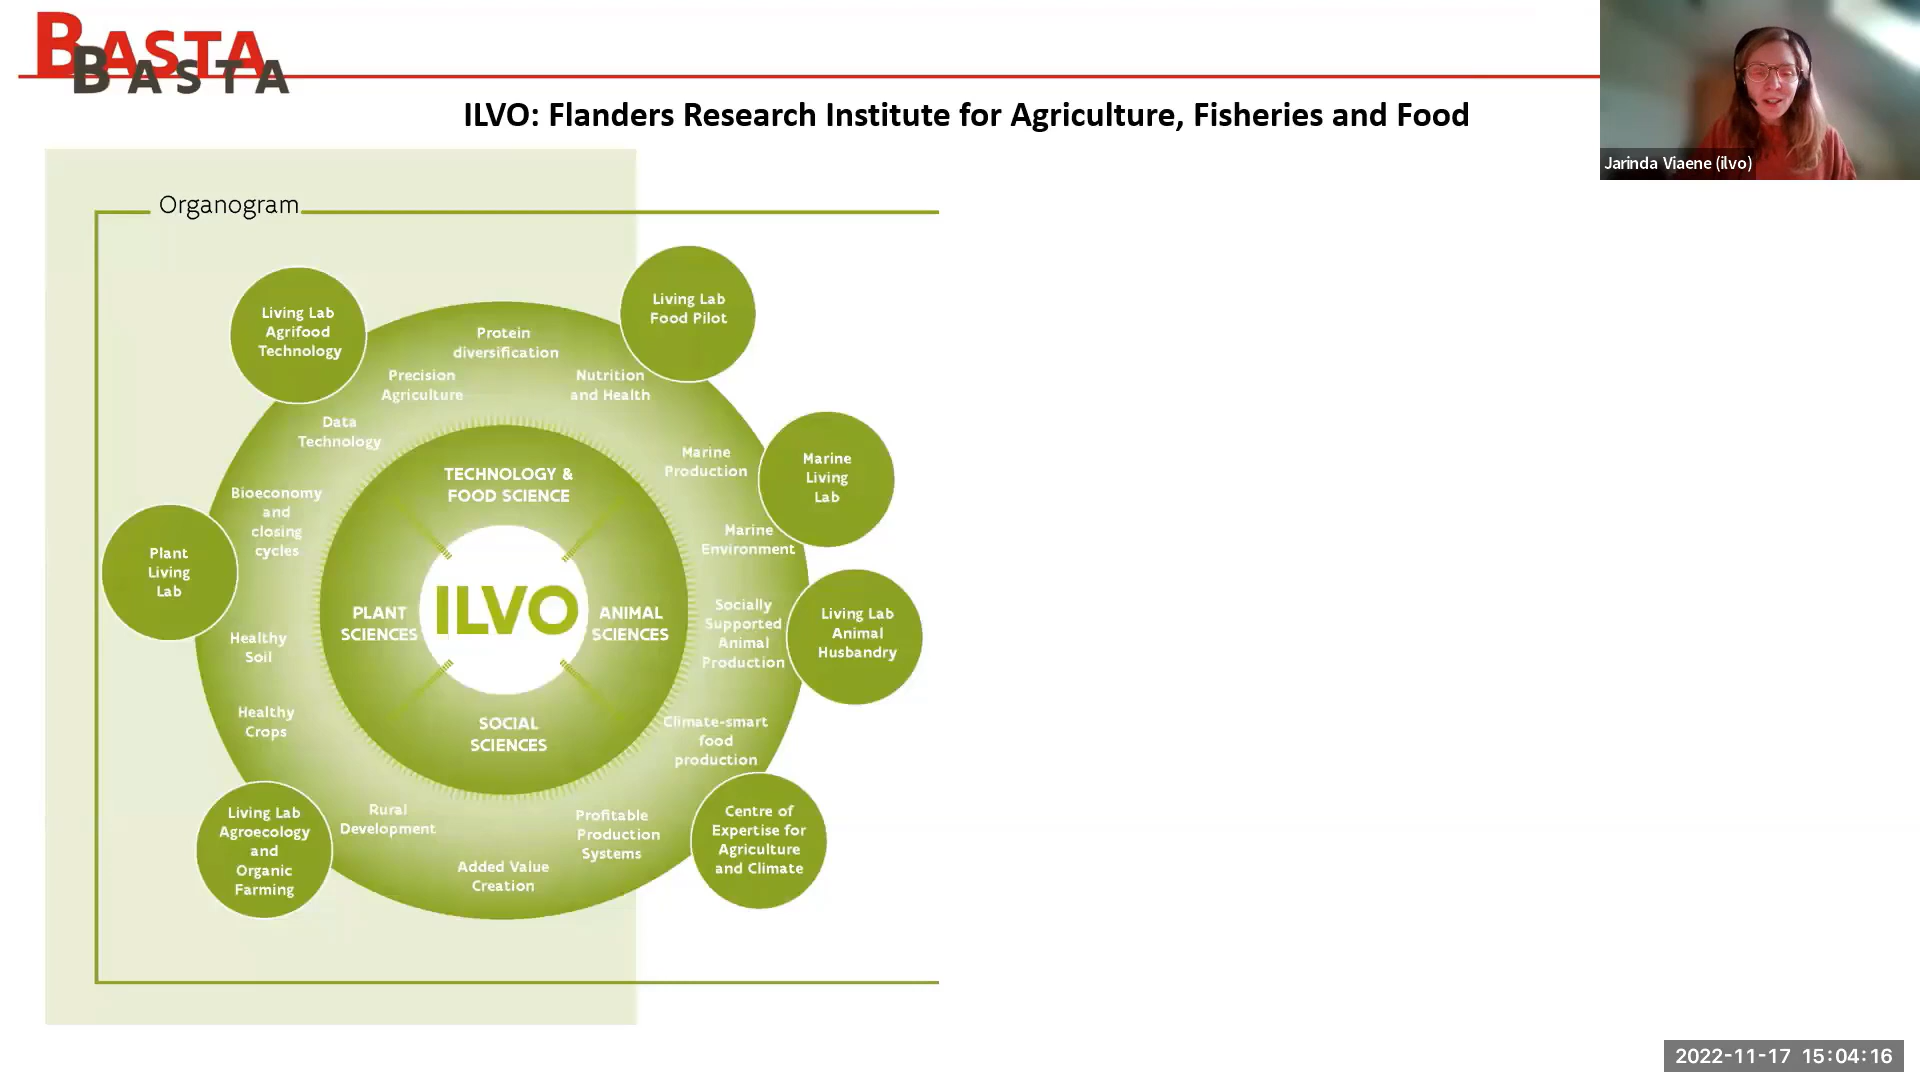 BASTA
BASTA
ILVO: Flanders Research Institute for Agriculture, Fisheries and Food
Jarinda Viaene (ilvo)
Organogram
Living Lab
Agrifood
Technology
Living Lab
Food Pilot
Protein
diversification
Precision
Agriculture
Nutrition
and Health
Data
Technology
Marine
Production
Marine
Living
Lab
TECHNOLOGY &
FOOD SCIENCE
Bioeconomy
and
closing
cycles
Marine
Environment
Plant
Living
Lab
PLANT
SCIENCES
ILVO
ANIMAL
SCIENCES
Socially
Supported
Animal
Production
Living Lab
Animal
Husbandry
Healthy
Soil
Healthy
Crops
SOCIAL
SCIENCES
Climate-smart
food
production
Living Lab
Agroecology
and
Organic
Farming
Rural
Development
Added Value
Creation
Profitable
Production
Systems
Centre of
Expertise for
Agriculture
and Climate
2022-11-17 15:04:16